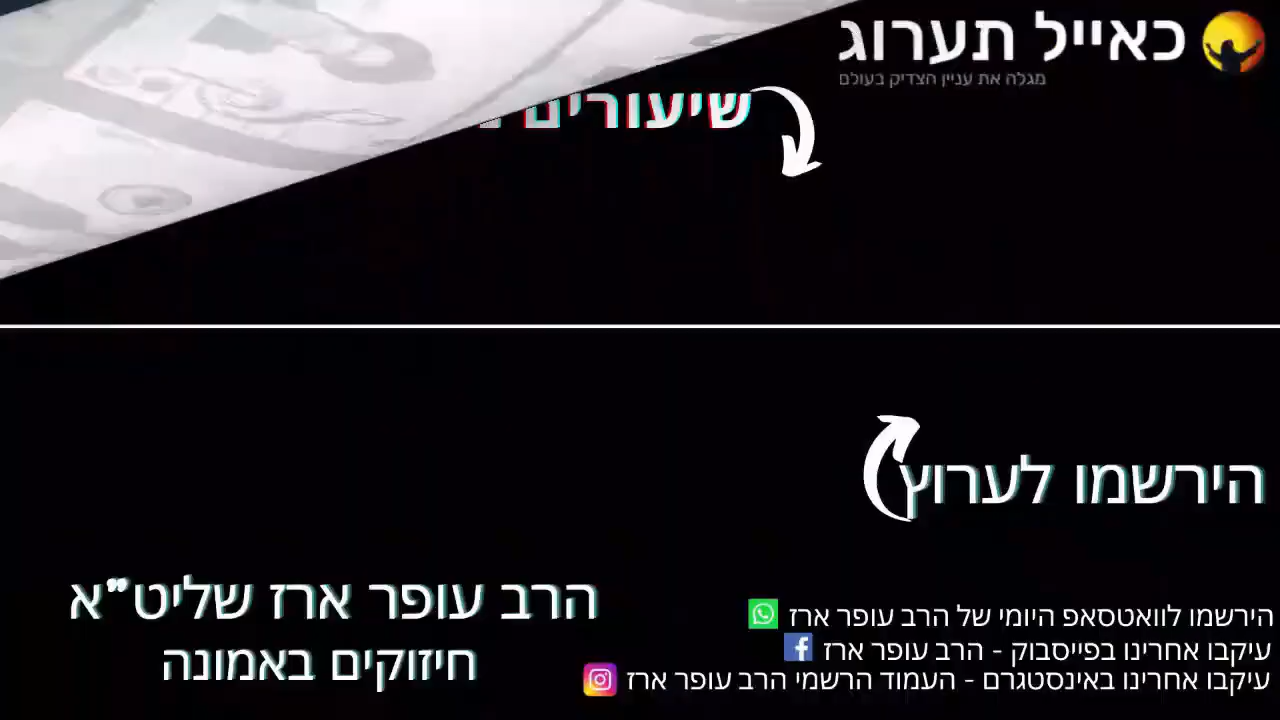 כאייל תערוג
מגלה את עניין הצדיק בעולם
שיעורים
הירשמו לערוץ
הרב עופר ארז שליט"א
חיזוקים באמונה
הירשמו לוואטסאפ היומי של הרב עופר ארז
עיקבו אחרינו בפייסבוק - הרב עופר ארז
עיקבו אחרינו באינסטגרם - העמוד הרשמי הרב עופר ארז